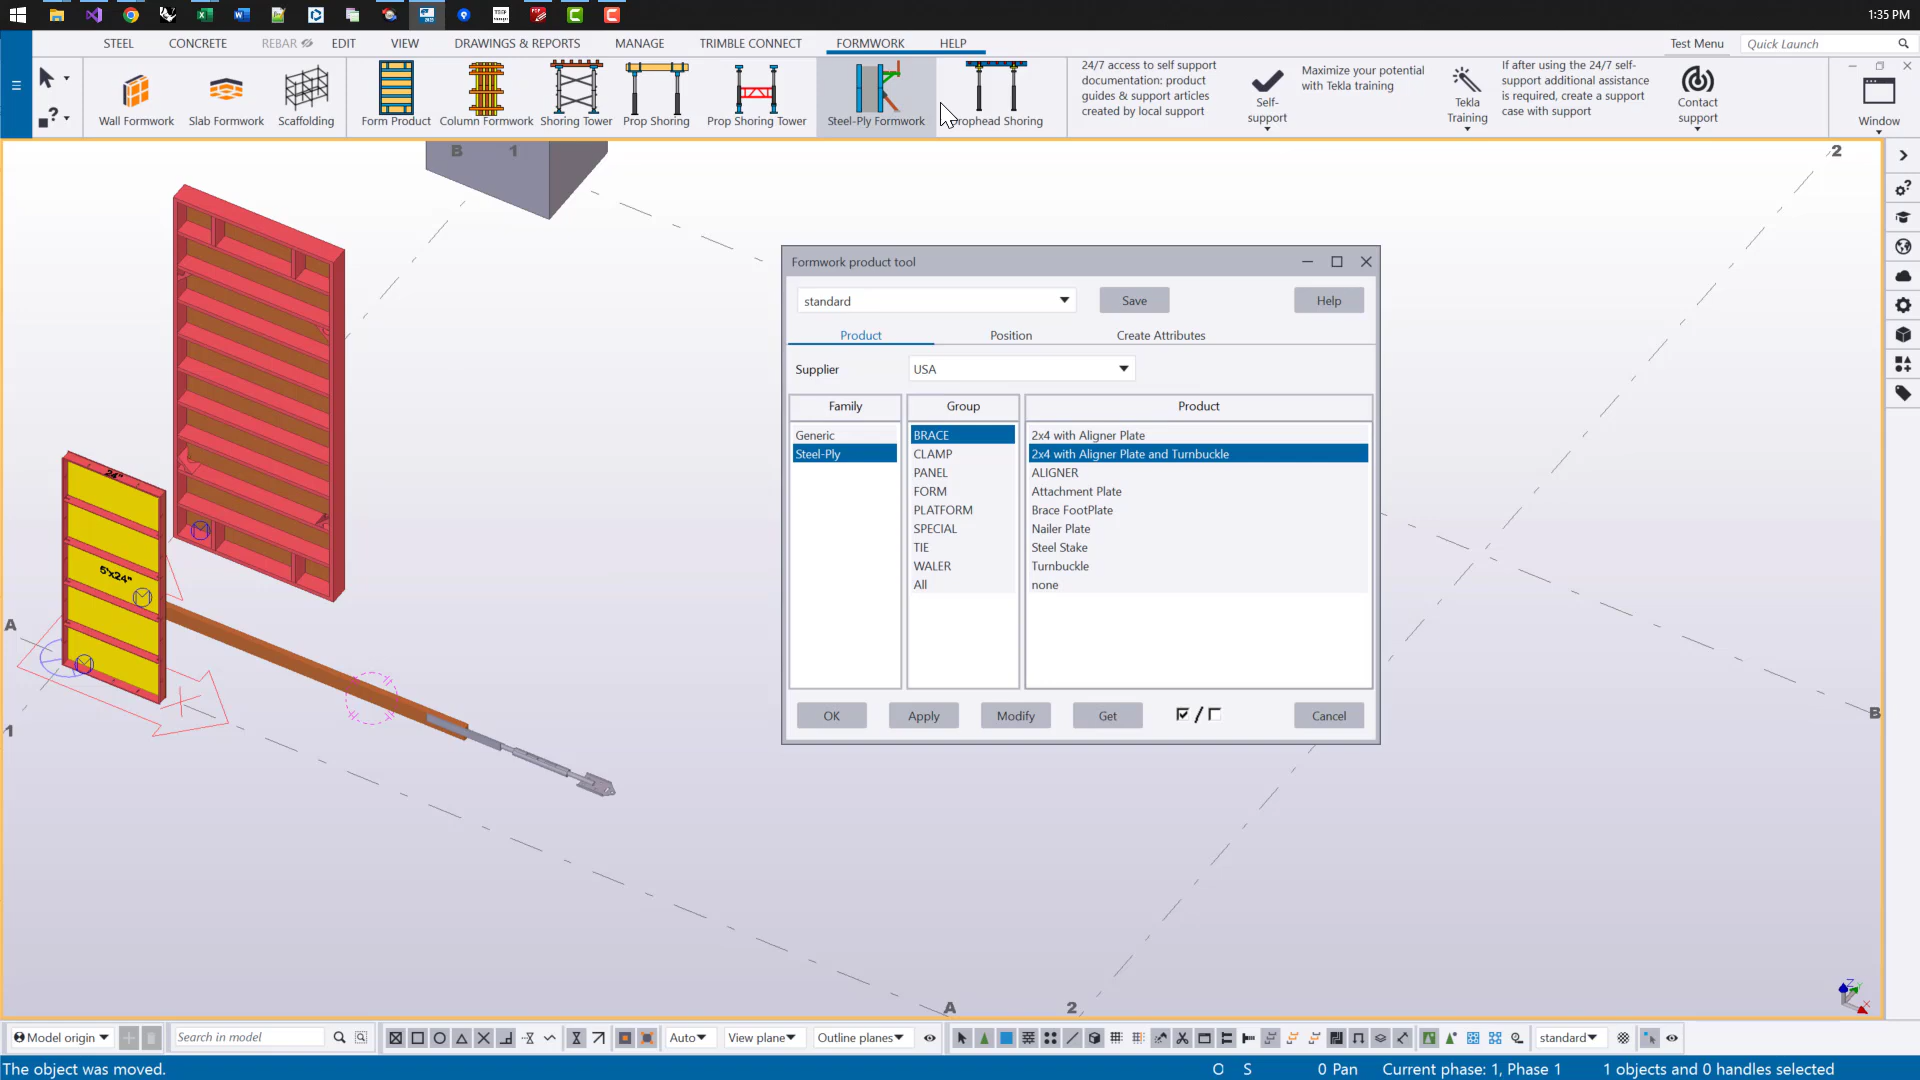 1:35 PM
STEEL
CONCRETE
REBAR
EDIT
VIEW
DRAWINGS & REPORTS
MANAGE
TRIMBLE CONNECT
FORMWORK
HELP
Test Menu
Quick Launch
Wall Formwork
Slab Formwork
Scaffolding
Form Product
Column Formwork
Shoring Tower
Prop Shoring
Prop Shoring Tower
Steel-Ply Formwork
Prophead Shoring
24/7 access to self support
documentation: product
guides & support articles
created by local support
Self-
support
Maximize your potential
with Tekla training
Tekla
Training
If after using the 24/7 self-
support additional assistance
is required, create a support
case with support
Contact
support
Window
B
1
2
24"
5'x24"
A
1
B
A
2
Formwork product tool
standard
Save
Help
Product
Position
Create Attributes
Supplier
USA
Family
Group
Product
Generic
Steel-Ply
BRACE
CLAMP
PANEL
FORM
PLATFORM
SPECIAL
TIE
WALER
All
2x4 with Aligner Plate
2x4 with Aligner Plate and Turnbuckle
ALIGNER
Attachment Plate
Brace FootPlate
Nailer Plate
Steel Stake
Turnbuckle
none
OK
Apply
Modify
Get
/
Cancel
Model origin
Search in model
Auto
View plane
Outline planes
standard
The object was moved.
O
S
0 Pan
Current phase: 1, Phase 1
1 objects and 0 handles selected